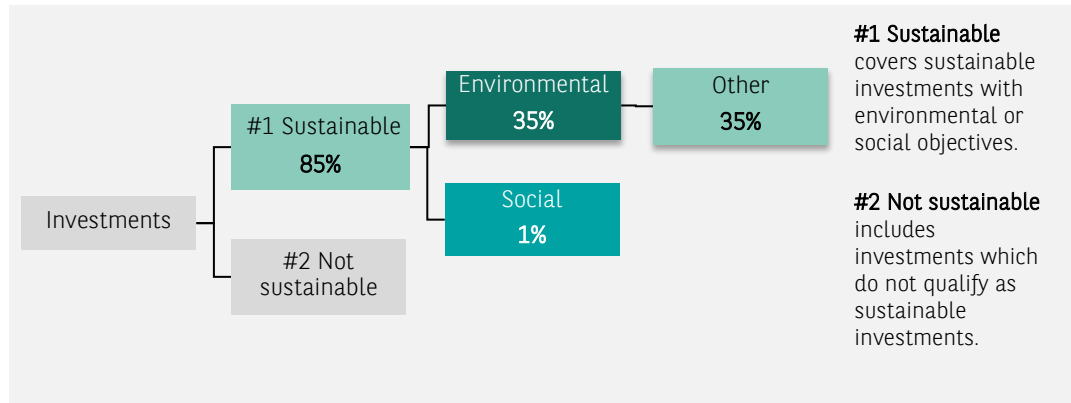 Investments
#1 Sustainable
85%
#2 Not
sustainable
Environmental
35%
Social
1%
Other
35%
#1 Sustainable
covers sustainable
investments with
environmental or
social objectives.
#2 Not sustainable
includes
investments which
do not qualify as
sustainable
investments.